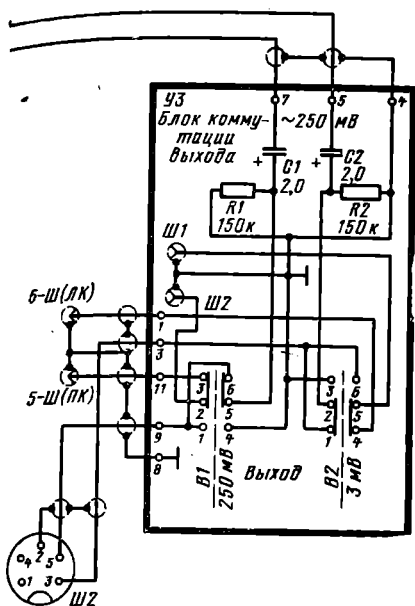 У3
7
5
4
Блок комму-
тации
выхода
~250 мВ
+
C1
2,0
+
C2
2,0
R1
150к
R2
150к
Ш1
Ш2
6-Ш(ЛК)
5-Ш(ПК)
1
3
11
9
8
3
6
2
5
1
4
В1
250 мВ
Выход
3
6
2
5
1
4
В2
3 мВ
2
4
5
1
3
Ш2